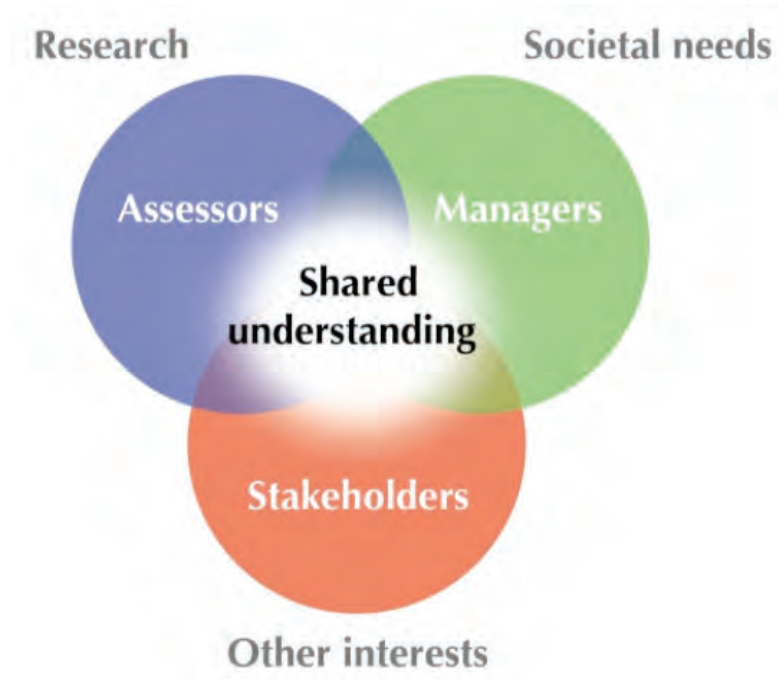 Research
Societal needs
Assessors
Managers
Shared
understanding
Stakeholders
Other interests